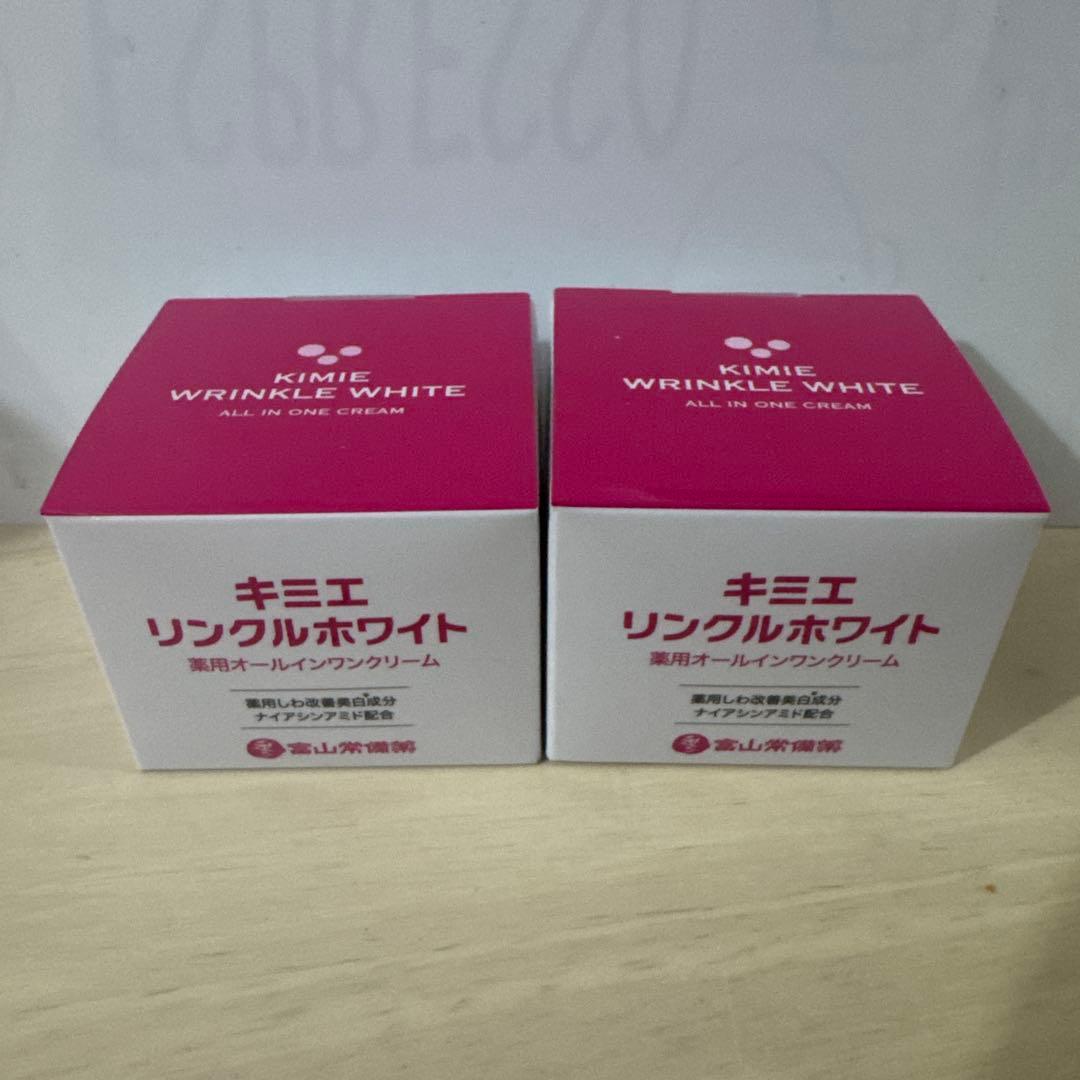 ESPRESSO
KIMIE
WRINKLE WHITE
ALL IN ONE CREAM
キミエ
リンクルホワイト
薬用オールインワンクリーム
薬用しわ改善美白*成分
ナイアシンアミド配合
富山常備薬
KIMIE
WRINKLE WHITE
ALL IN ONE CREAM
キミエ
リンクルホワイト
薬用オールインワンクリーム
薬用しわ改善美白*成分
ナイアシンアミド配合
富山常備薬